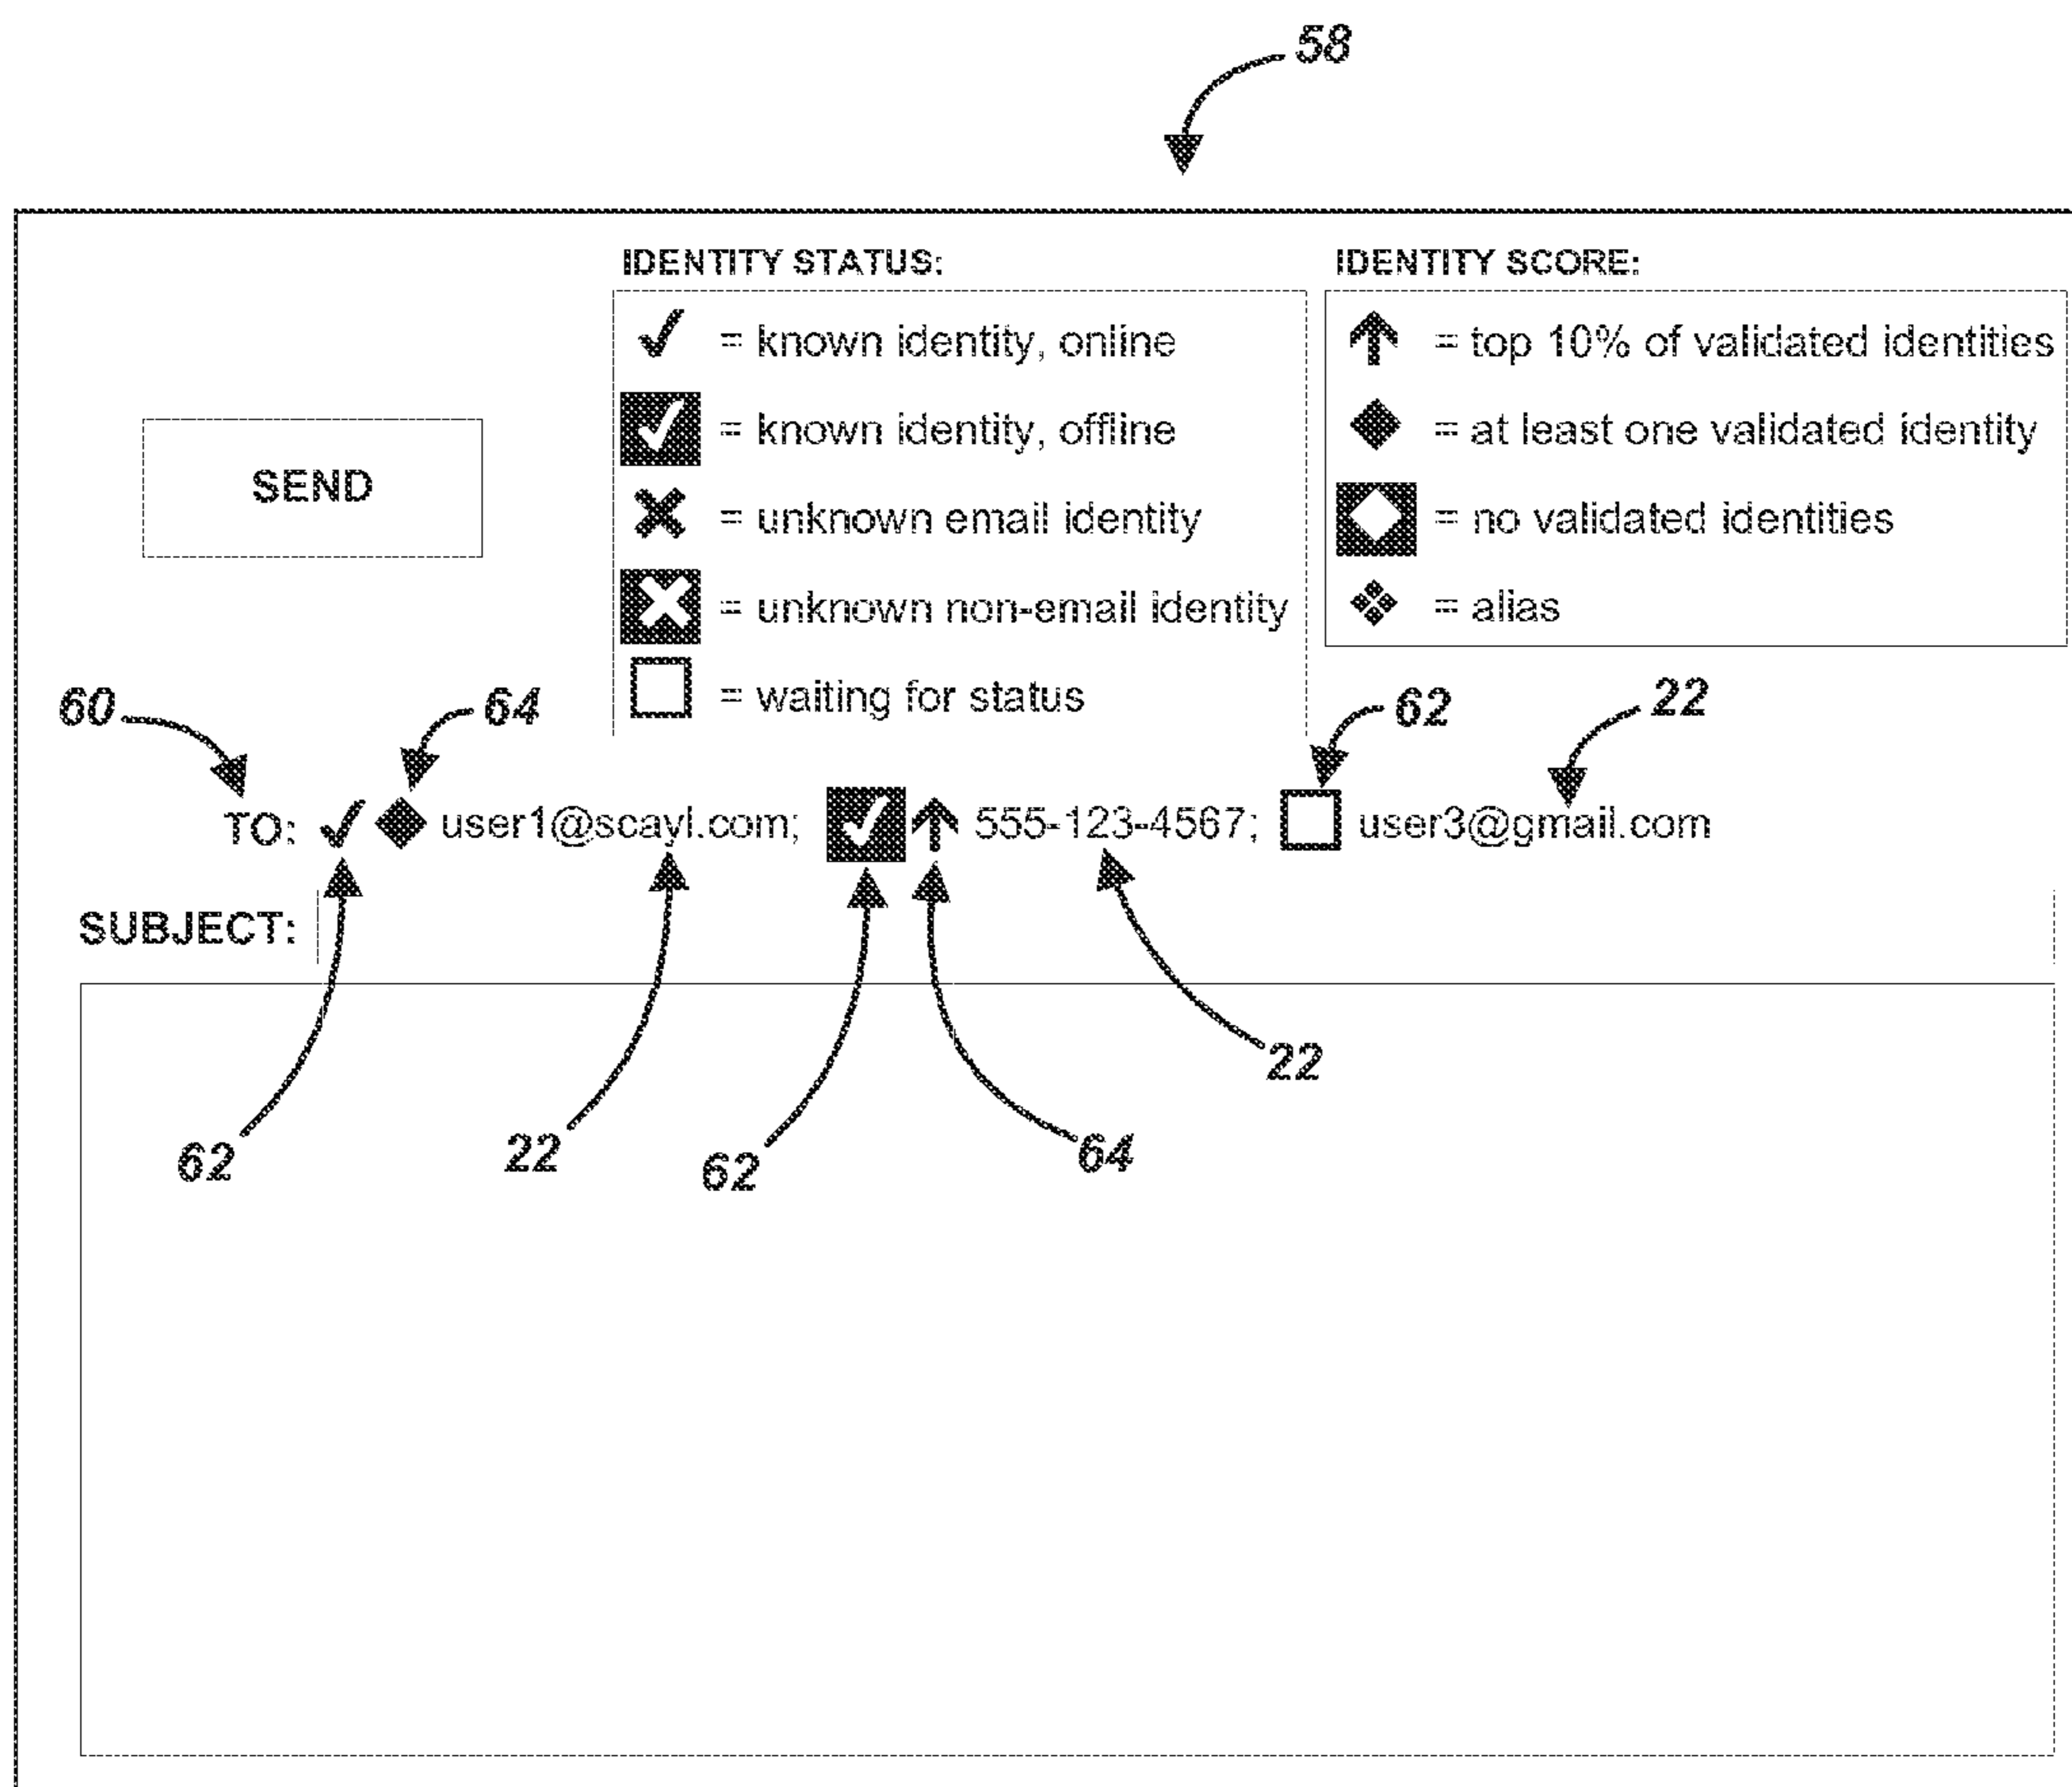 58
IDENTITY STATUS:
IDENTITY SCORE:
✓ = known identity, online
↑ = top 10% of validated identities
✓ = known identity, offline
◆ = at least one validated identity
SEND
✕ = unknown email identity
◇ = no validated identities
✕ = unknown non-email identity
❖ = alias
□ = waiting for status
60 64 62 22
TO: ✓ ◆ user1@scayl.com; ✓ ↑ 555-123-4567; □ user3@gmail.com
SUBJECT:
22
62 22 62 64